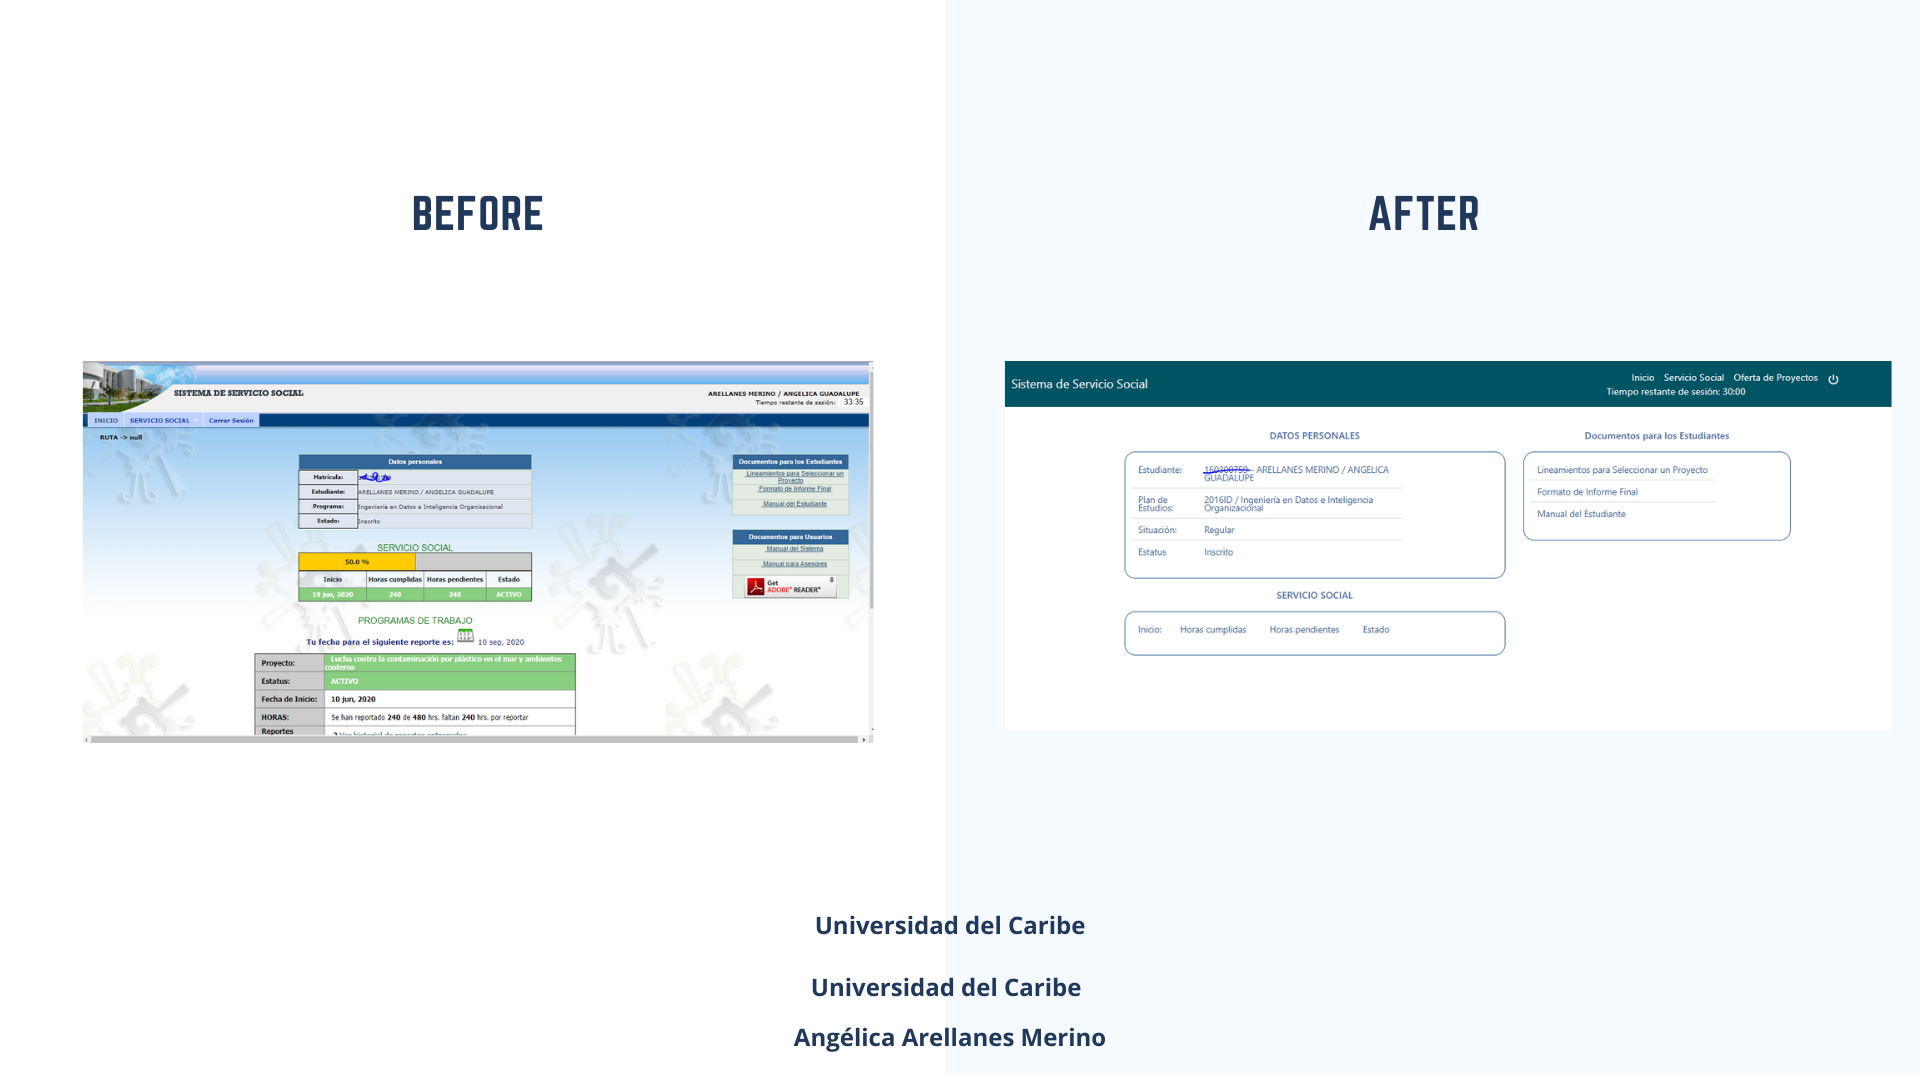 BEFORE
AFTER
SISTEMA DE SERVICIO SOCIAL
ARELLANES MERINO / ANGELICA GUADALUPE
Tiempo restante de sesión: 33:36
INICIO SERVICIO SOCIAL Cerrar Sesión
RUTA -> null
Datos personales
Matrícula:
Estudiante: ARELLANES MERINO / ANGELICA GUADALUPE
Programa: Ingeniería en Datos e Inteligencia Organizacional
Estado: Inscrito
SERVICIO SOCIAL
50.0 %
Inicio Horas cumplidas Horas pendientes Estado
19 jun, 2020 240 240 ACTIVO
PROGRAMAS DE TRABAJO
Tu fecha para el siguiente reporte es: 10 sep, 2020
Proyecto: Lucha contra la contaminación por plástico en el mar y ambientes
costeros
Estatus: ACTIVO
Fecha de Inicio: 10 jun, 2020
HORAS: Se han reportado 240 de 480 hrs. faltan 240 hrs. por reportar
Reportes
Documentos para los Estudiantes
Lineamientos para Seleccionar un
Proyecto
Formato de Informe Final
Manual del Estudiante
Documentos para Usuarios
Manual del Sistema
Manual para Asesores
Get
ADOBE® READER®
Sistema de Servicio Social
Inicio Servicio Social Oferta de Proyectos
Tiempo restante de sesión: 30:00
DATOS PERSONALES
Estudiante: - ARELLANES MERINO / ANGELICA
GUADALUPE
Plan de
Estudios:
2016ID / Ingeniería en Datos e Inteligencia
Organizacional
Situación: Regular
Estatus Inscrito
SERVICIO SOCIAL
Inicio: Horas cumplidas Horas pendientes Estado
Documentos para los Estudiantes
Lineamientos para Seleccionar un Proyecto
Formato de Informe Final
Manual del Estudiante
Universidad del Caribe
Universidad del Caribe
Angélica Arellanes Merino